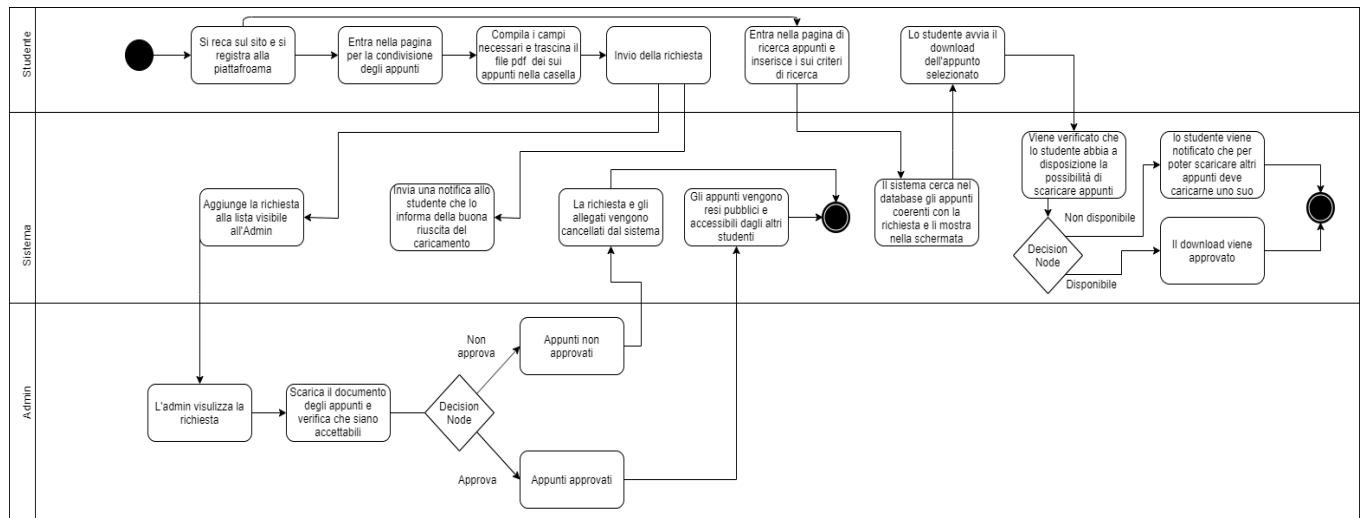 Studente
Si reca sul sito e si
registra alla
piattafroama
Entra nella pagina
per la condivisione
degli appunti
Compila i campi
necessari e trascina il
file pdf dei sui
appunti nella casella
Invio della richiesta
Entra nella pagina di
ricerca appunti e
inserisce i sui criteri
di ricerca
Lo studente avvia il
download
dell'appunto
selezionato
Sistema
Aggiunge la richiesta
alla lista visibile
all'Admin
Invia una notifica allo
studente che lo
informa della buona
riuscita del
caricamento
La richiesta e gli
allegati vengono
cancellati dal sistema
Gli appunti vengono
resi pubblici e
accessibili dagli altri
studenti
Il sistema cerca nel
database gli appunti
coerenti con la
richiesta e li mostra
nella schermata
Viene verificato che
lo studente abbia a
disposizione la
possibilità di
scaricare appunti
lo studente viene
notificato che per
poter scaricare altri
appunti deve
caricarne uno suo
Non disponibile
Decision
Node
Disponibile
Il download viene
approvato
Admin
L'admin visulizza la
richiesta
Scarica il documento
degli appunti e
verifica che siano
accettabili
Decision
Node
Non
approva
Appunti non
approvati
Approva
Appunti approvati